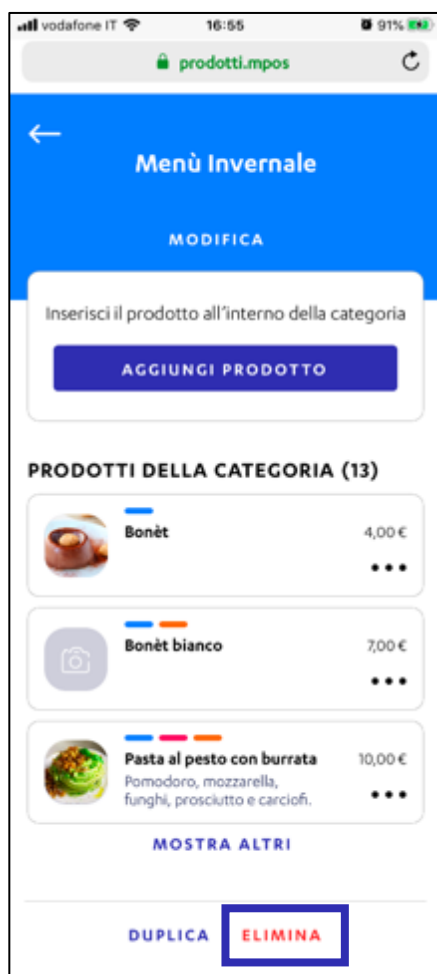 vodafone IT 16:55 91%
prodotti.mpos
Menù Invernale
MODIFICA
Inserisci il prodotto all'interno della categoria
AGGIUNGI PRODOTTO
PRODOTTI DELLA CATEGORIA (13)
Bonèt 4,00 €
Bonèt bianco 7,00 €
Pasta al pesto con burrata 10,00 €
Pomodoro, mozzarella,
funghi, prosciutto e carciofi.
MOSTRA ALTRI
DUPLICA ELIMINA